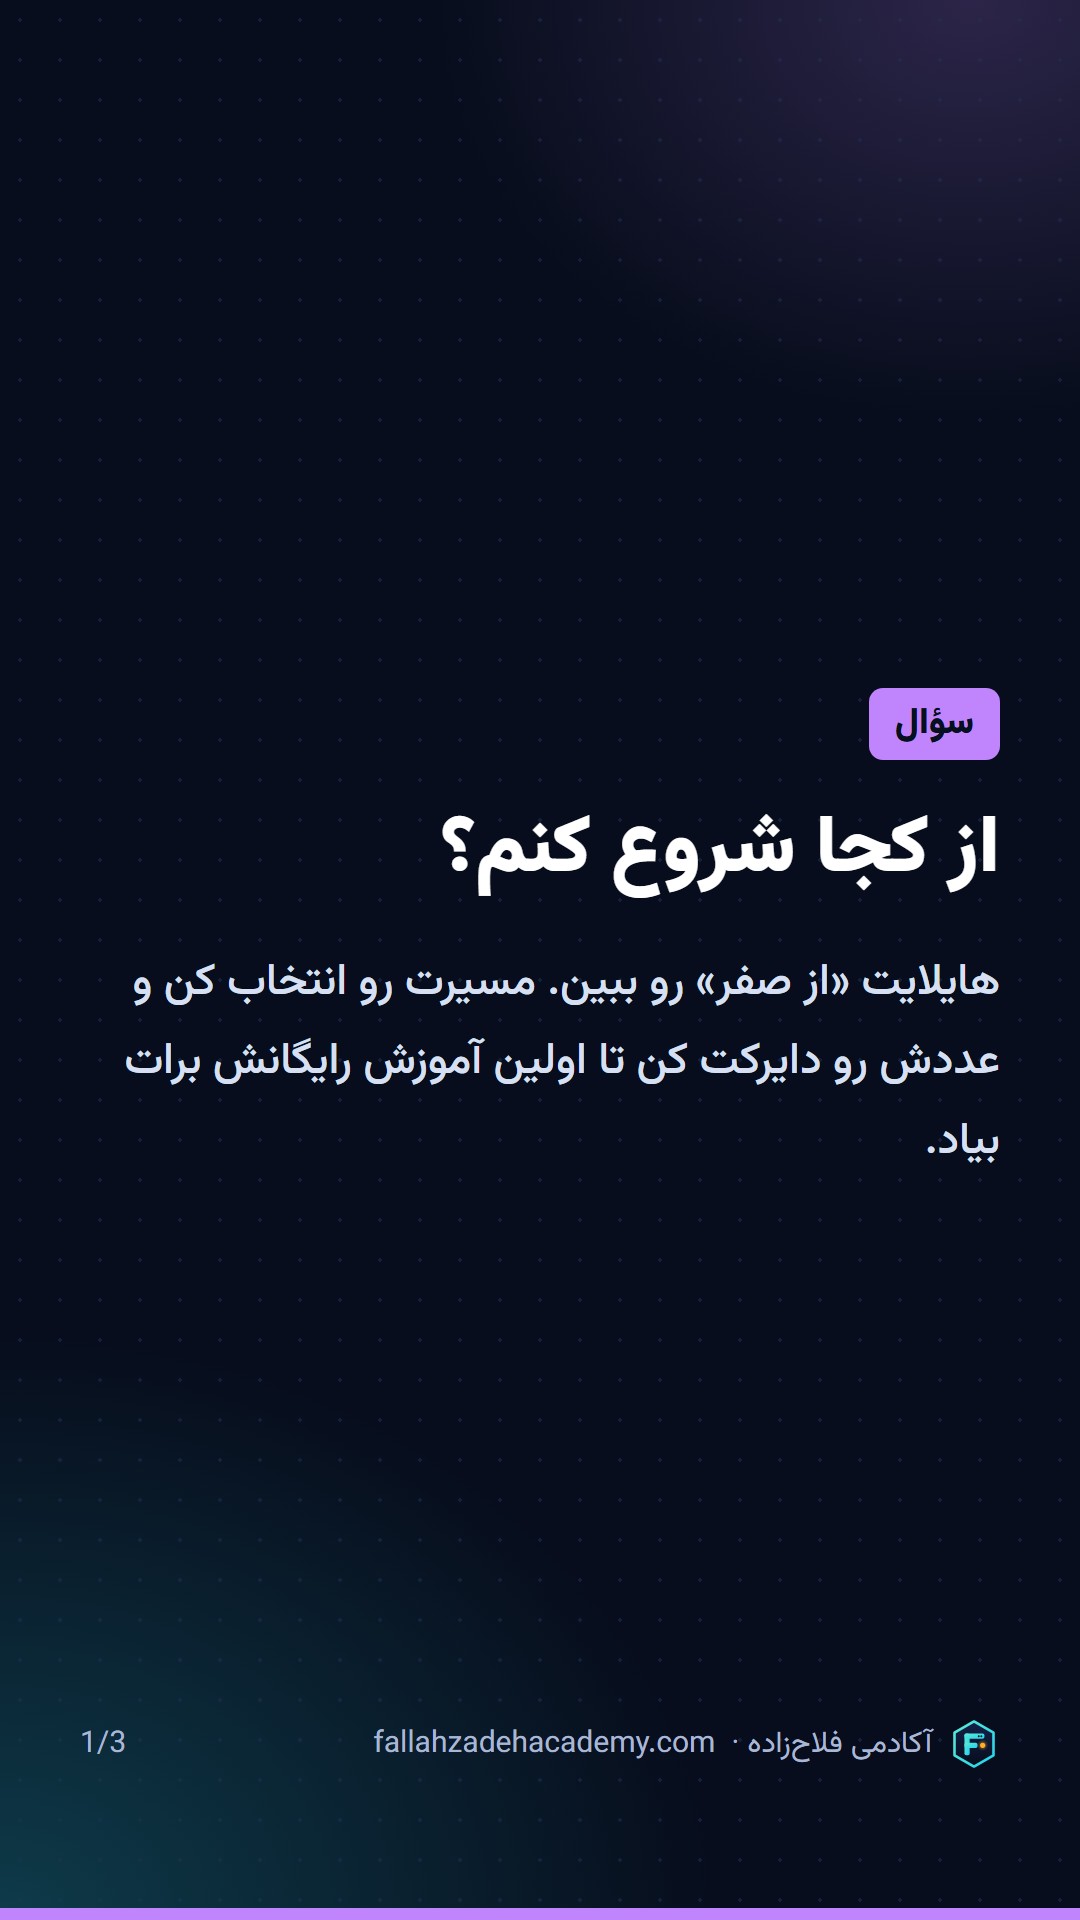 سؤال
از کجا شروع کنم؟
هایلایت «از صفر» رو ببین. مسیرت رو انتخاب کن و
عددش رو دایرکت کن تا اولین آموزش رایگانش برات
بیاد.
آکادمی فلاح‌زاده · fallahzadehacademy.com
1/3